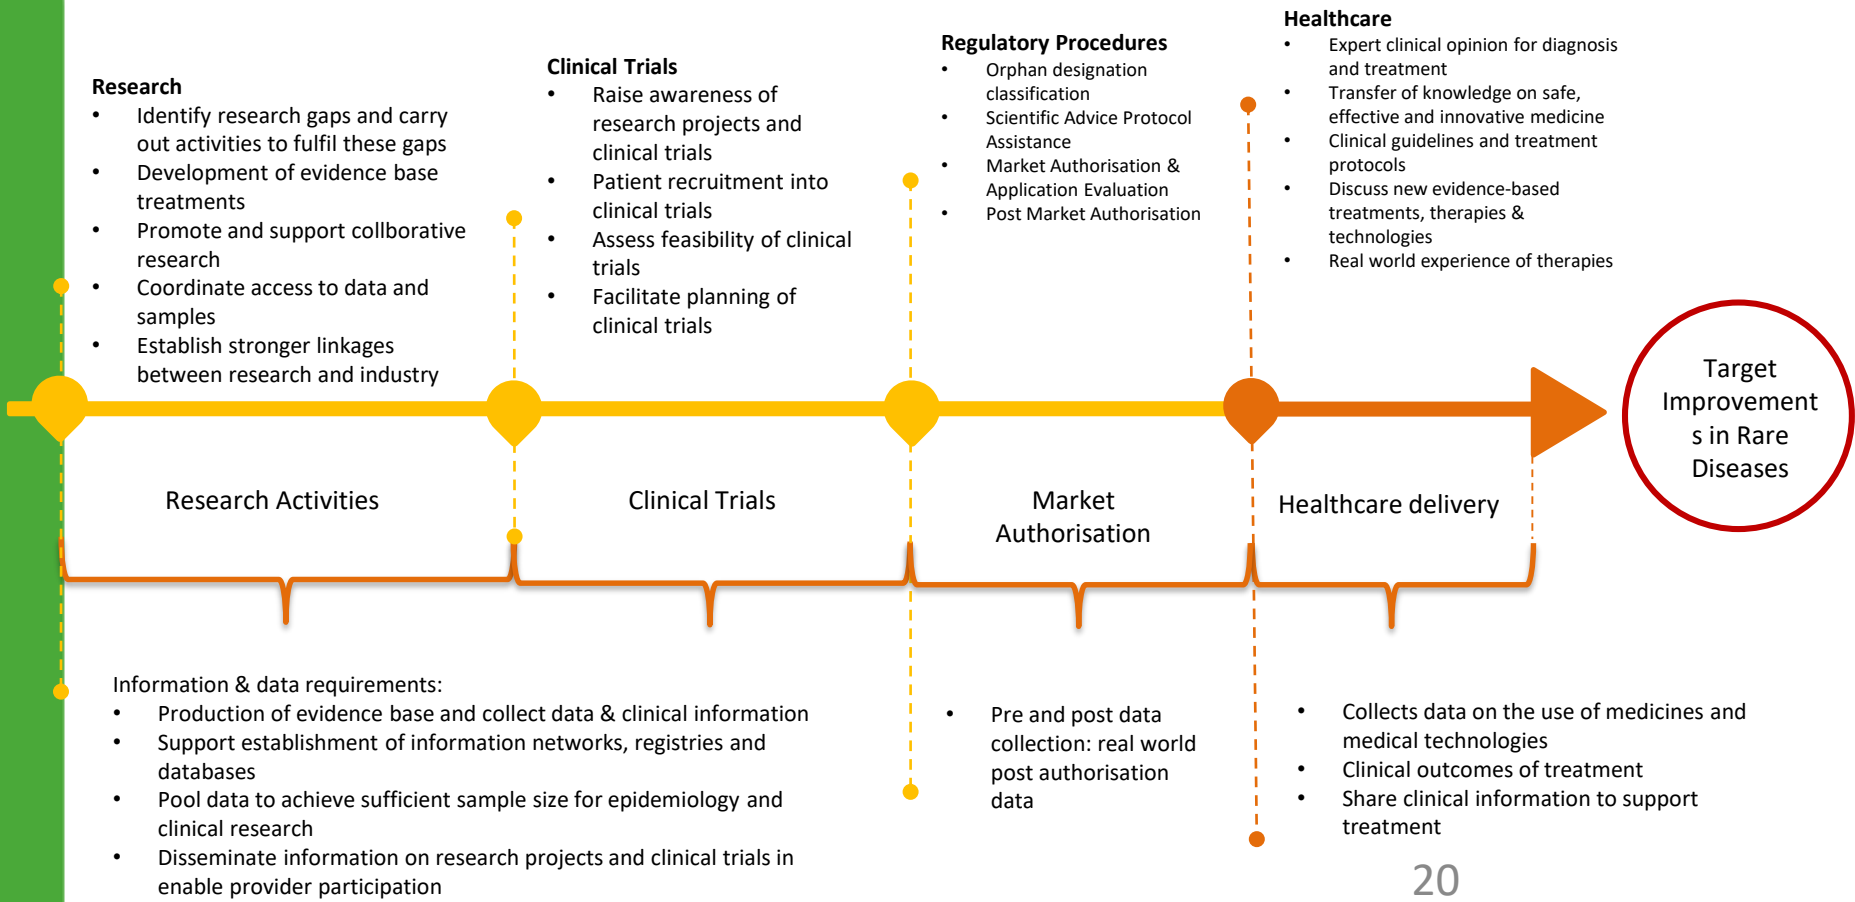 Research
• Identify research gaps and carry
out activities to fulfil these gaps
• Development of evidence base
treatments
• Promote and support collborative
research
• Coordinate access to data and
samples
• Establish stronger linkages
between research and industry
Clinical Trials
• Raise awareness of
research projects and
clinical trials
• Patient recruitment into
clinical trials
• Assess feasibility of clinical
trials
• Facilitate planning of
clinical trials
Regulatory Procedures
• Orphan designation
classification
• Scientific Advice Protocol
Assistance
• Market Authorisation &
Application Evaluation
• Post Market Authorisation
Healthcare
• Expert clinical opinion for diagnosis
and treatment
• Transfer of knowledge on safe,
effective and innovative medicine
• Clinical guidelines and treatment
protocols
• Discuss new evidence-based
treatments, therapies &
technologies
• Real world experience of therapies
Target
Improvement
s in Rare
Diseases
Research Activities
Clinical Trials
Market
Authorisation
Healthcare delivery
Information & data requirements:
• Production of evidence base and collect data & clinical information
• Support establishment of information networks, registries and
databases
• Pool data to achieve sufficient sample size for epidemiology and
clinical research
• Disseminate information on research projects and clinical trials in
enable provider participation
• Pre and post data
collection: real world
post authorisation
data
• Collects data on the use of medicines and
medical technologies
• Clinical outcomes of treatment
• Share clinical information to support
treatment
20